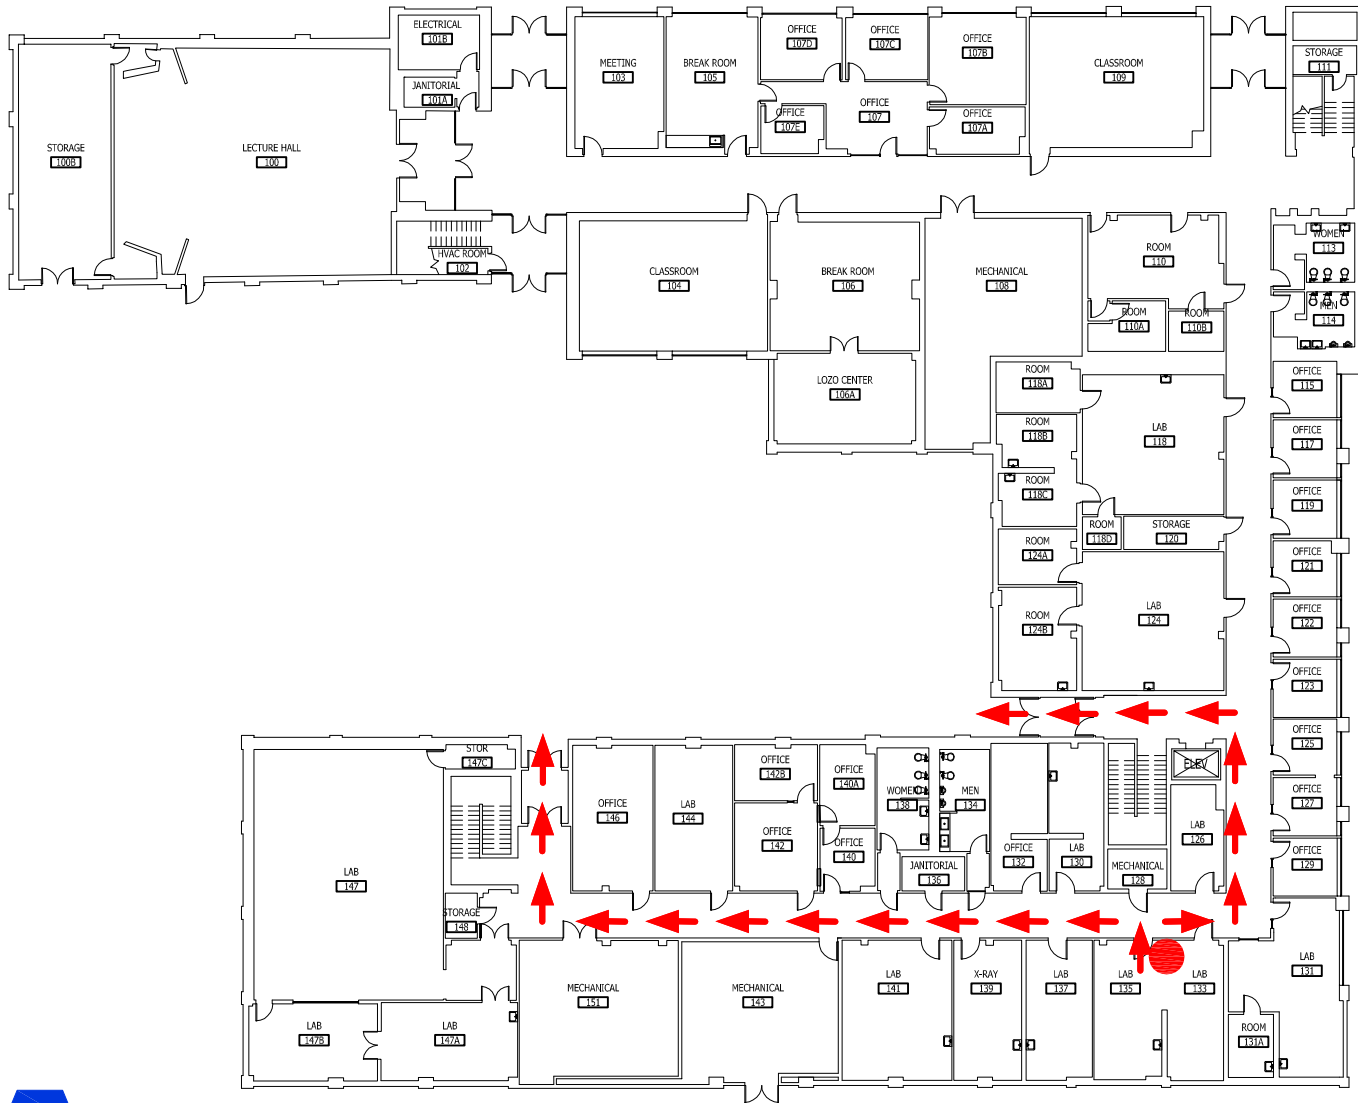 ELECTRICAL
101B
JANITORIAL
101A
STORAGE
100B
LECTURE HALL
100
HVAC ROOM
102
MEETING
103
BREAK ROOM
105
OFFICE
107D
OFFICE
107C
OFFICE
107B
OFFICE
107E
OFFICE
107
OFFICE
107A
CLASSROOM
109
STORAGE
111
CLASSROOM
104
BREAK ROOM
106
MECHANICAL
108
ROOM
110
ROOM
110A
ROOM
110B
WOMEN
113
MEN
114
LOZO CENTER
106A
ROOM
118A
ROOM
118B
ROOM
118C
LAB
118
ROOM
118D
STORAGE
120
ROOM
124A
ROOM
124B
LAB
124
OFFICE
115
OFFICE
117
OFFICE
119
OFFICE
121
OFFICE
122
OFFICE
123
OFFICE
125
OFFICE
127
OFFICE
129
STOR
147C
LAB
147
STORAGE
148
OFFICE
146
LAB
144
OFFICE
142B
OFFICE
142
OFFICE
140A
OFFICE
140
WOMEN
138
MEN
134
JANITORIAL
136
OFFICE
132
LAB
130
MECHANICAL
128
ELEV
LAB
126
LAB
147B
LAB
147A
MECHANICAL
151
MECHANICAL
143
LAB
141
X-RAY
139
LAB
137
LAB
135
LAB
133
LAB
131
ROOM
131A